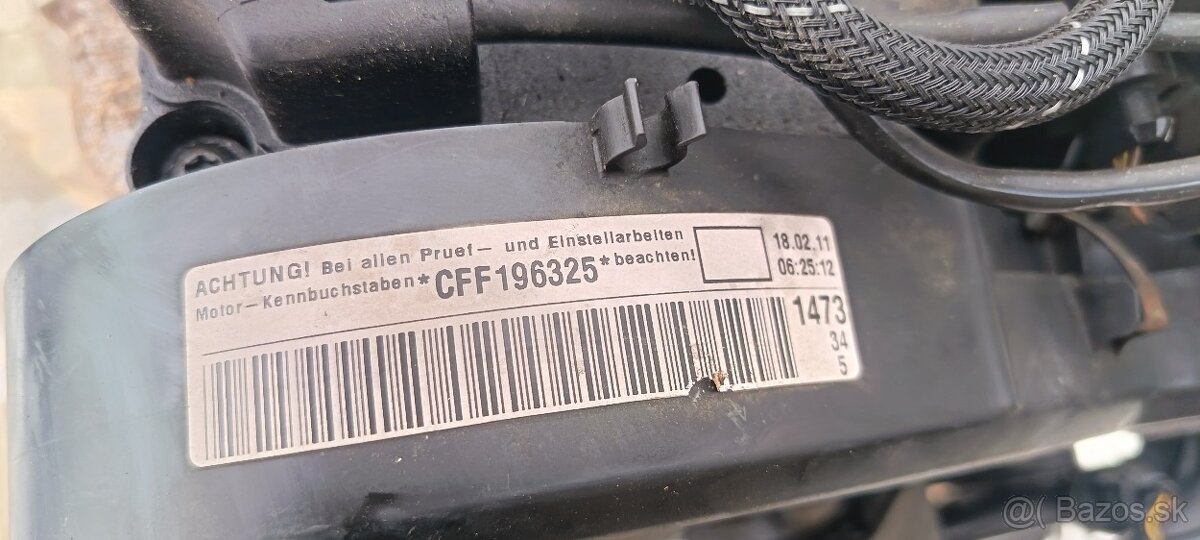 ACHTUNG! Bei allen Pruef- und Einstellarbeiten
Motor-Kennbuchstaben *CFF196325* beachten!
18.02.11
06:25:12
1473
34
5
@( Bazos.sk